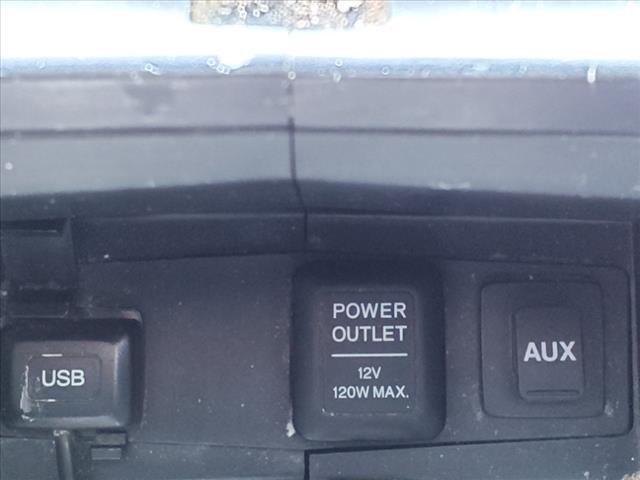 USB
POWER
OUTLET
12V
120W MAX.
AUX